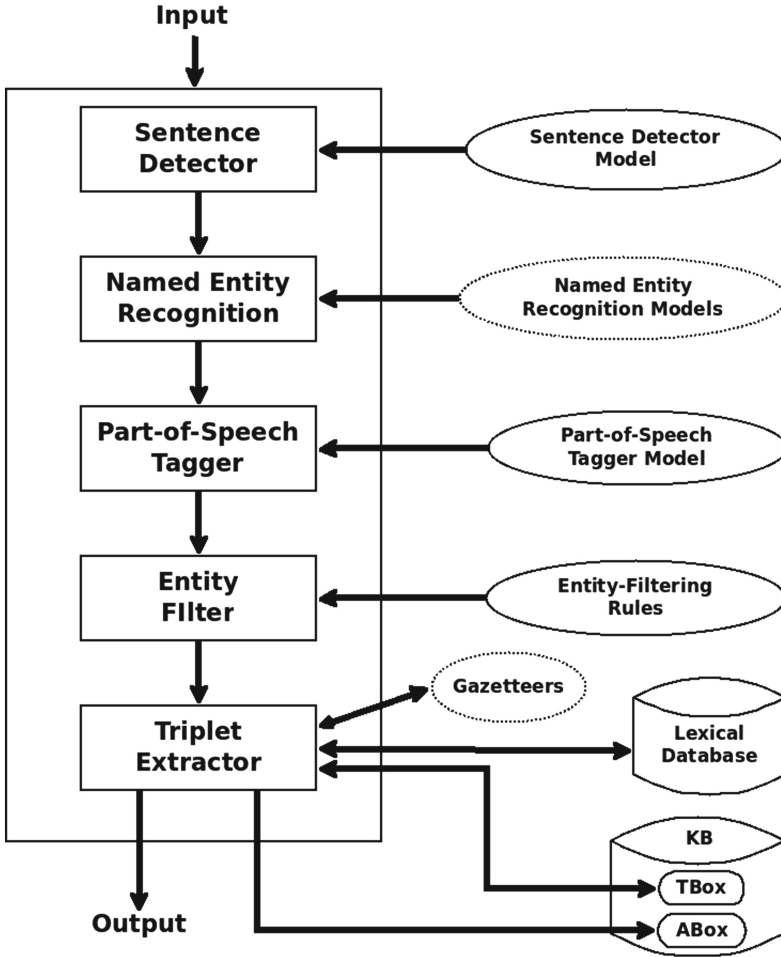 Input
Sentence
Detector
Sentence Detector
Model
Named Entity
Recognition
Named Entity
Recognition Models
Part-of-Speech
Tagger
Part-of-Speech
Tagger Model
Entity
FIlter
Entity-Filtering
Rules
Gazetteers
Triplet
Extractor
Lexical
Database
KB
TBox
ABox
Output